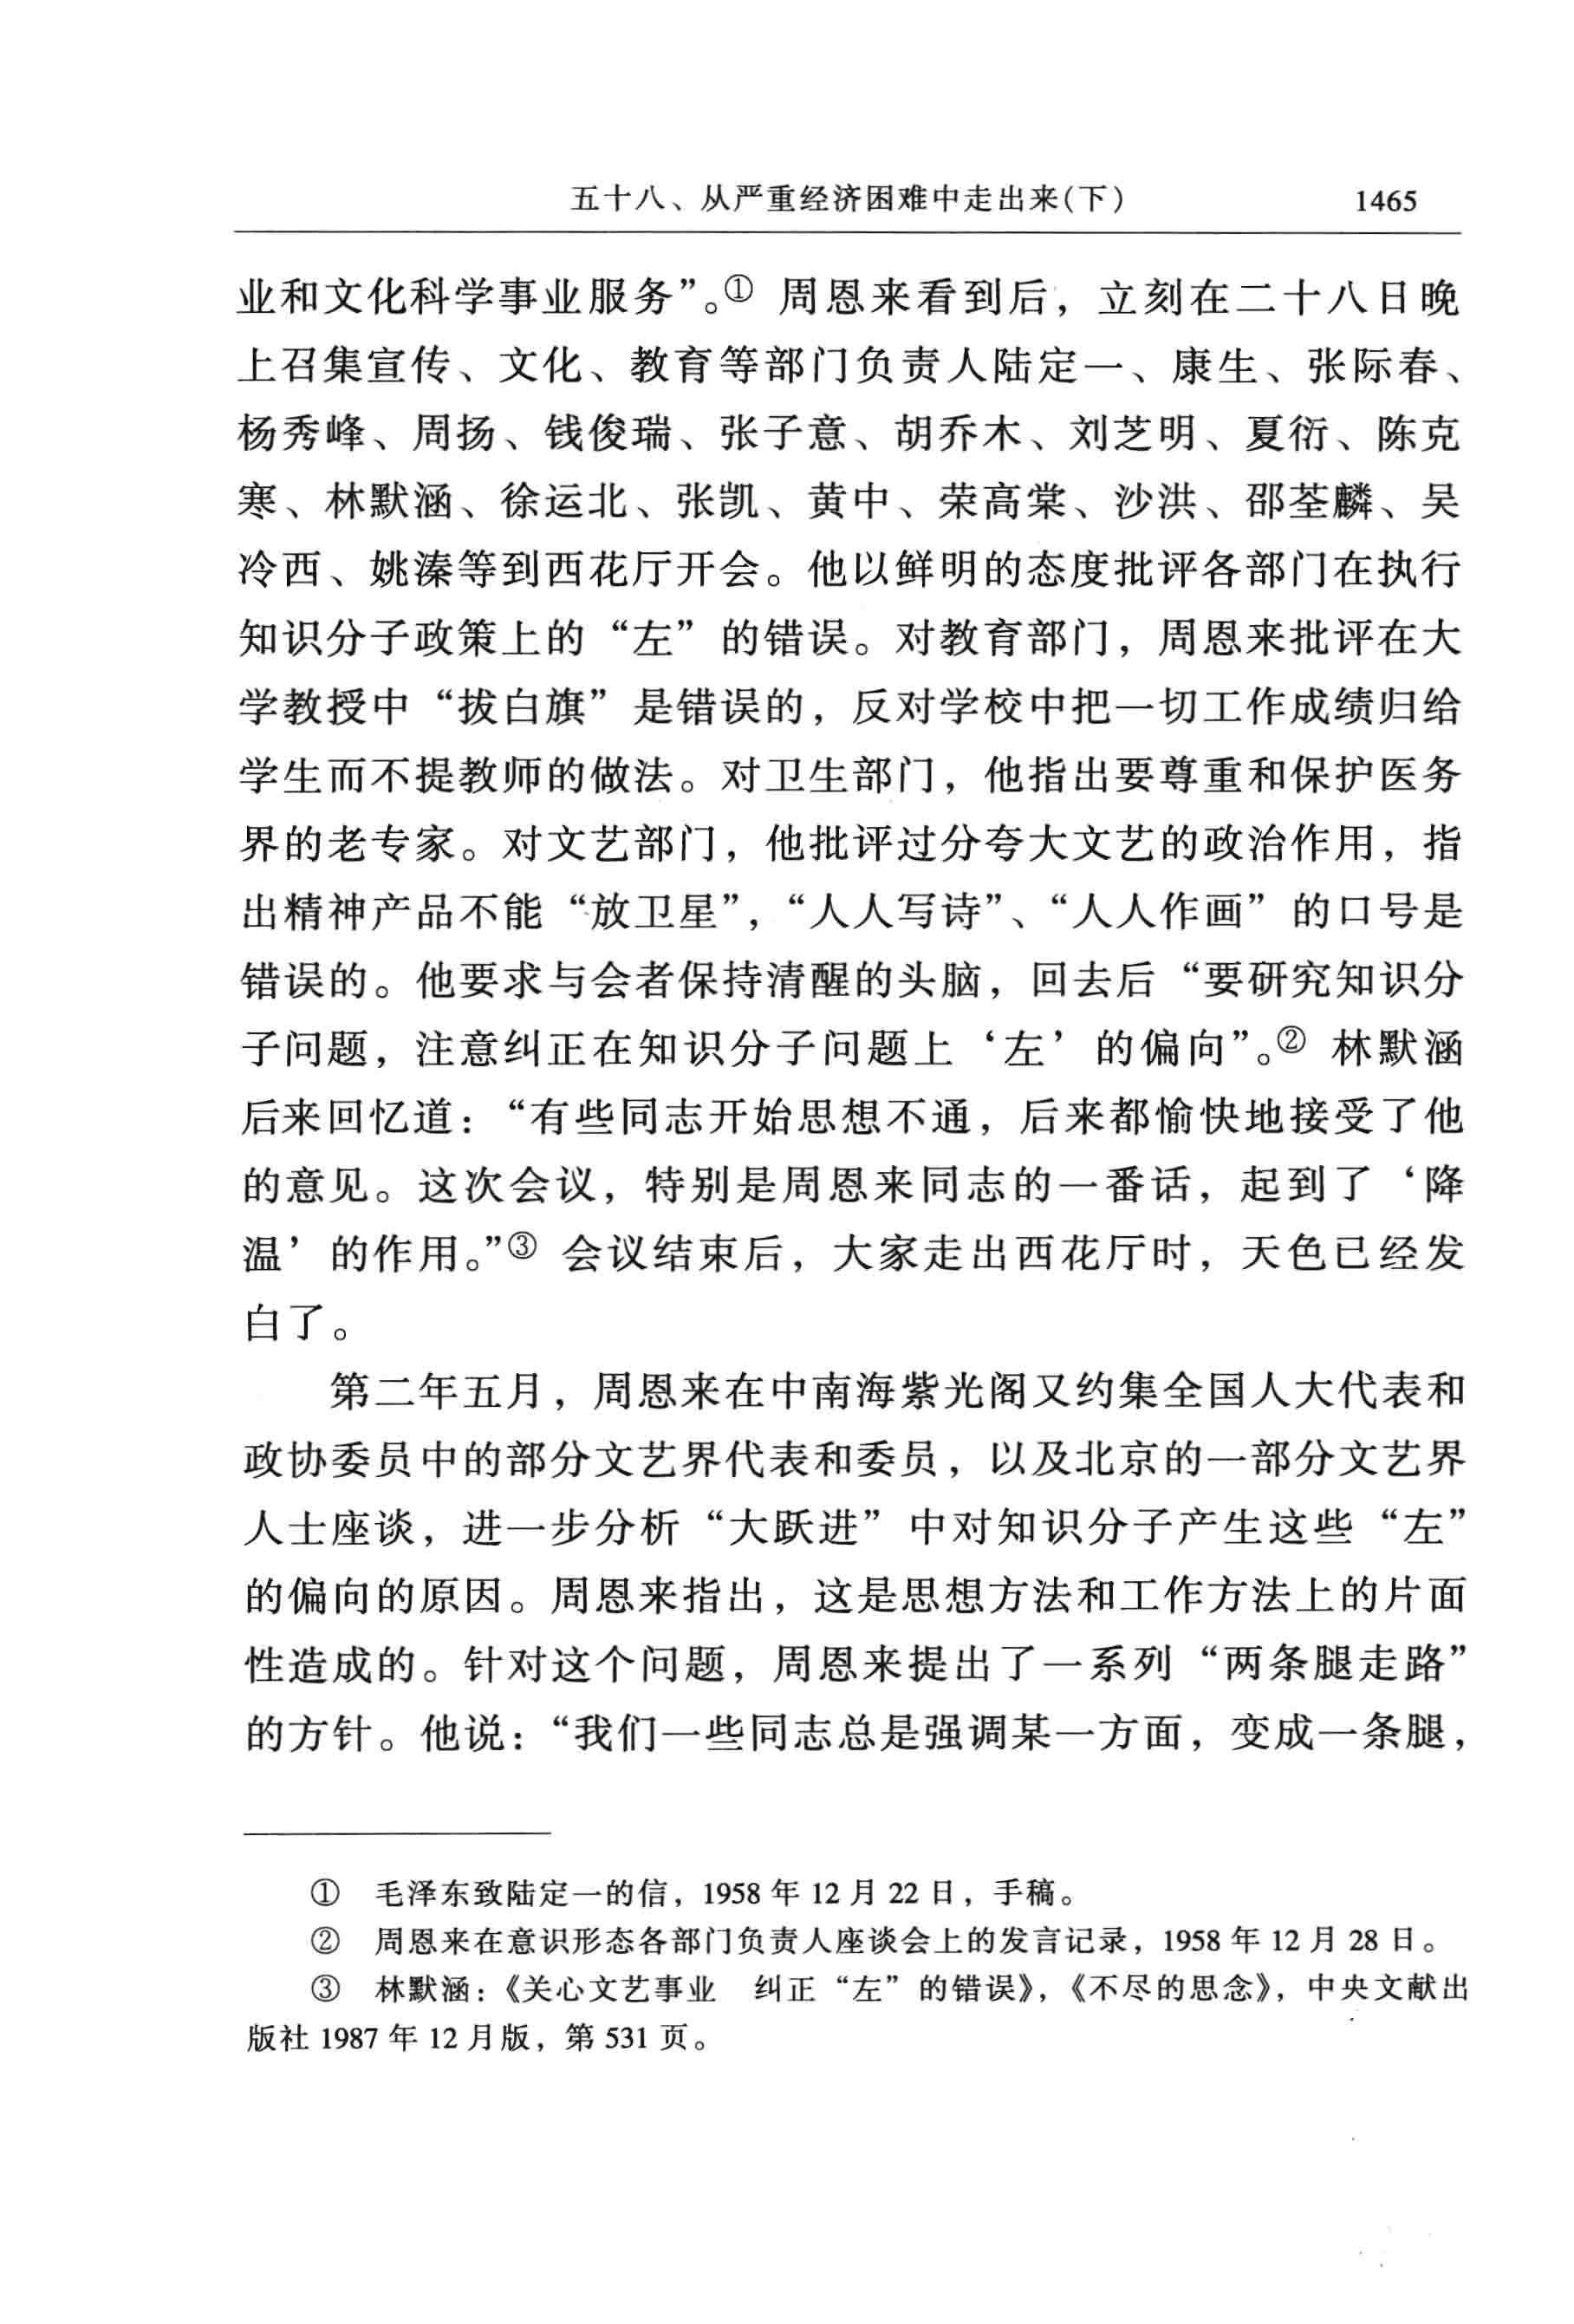 五十八、从严重经济困难中走出来(下) 1465
业和文化科学事业服务”。① 周恩来看到后，立刻在二十八日晚
上召集宣传、文化、教育等部门负责人陆定一、康生、张际春、
杨秀峰、周扬、钱俊瑞、张子意、胡乔木、刘芝明、夏衍、陈克
寒、林默涵、徐运北、张凯、黄中、荣高棠、沙洪、邵荃麟、吴
冷西、姚溱等到西花厅开会。他以鲜明的态度批评各部门在执行
知识分子政策上的“左”的错误。对教育部门，周恩来批评在大
学教授中“拔白旗”是错误的，反对学校中把一切工作成绩归给
学生而不提教师的做法。对卫生部门，他指出要尊重和保护医务
界的老专家。对文艺部门，他批评过分夸大文艺的政治作用，指
出精神产品不能“放卫星”，“人人写诗”、“人人作画”的口号是
错误的。他要求与会者保持清醒的头脑，回去后“要研究知识分
子问题，注意纠正在知识分子问题上‘左’的偏向”。② 林默涵
后来回忆道：“有些同志开始思想不通，后来都愉快地接受了他
的意见。这次会议，特别是周恩来同志的一番话，起到了‘降
温’的作用。”③ 会议结束后，大家走出西花厅时，天色已经发
白了。
第二年五月，周恩来在中南海紫光阁又约集全国人大代表和
政协委员中的部分文艺界代表和委员，以及北京的一部分文艺界
人士座谈，进一步分析“大跃进”中对知识分子产生这些“左”
的偏向的原因。周恩来指出，这是思想方法和工作方法上的片面
性造成的。针对这个问题，周恩来提出了一系列“两条腿走路”
的方针。他说：“我们一些同志总是强调某一方面，变成一条腿，
① 毛泽东致陆定一的信，1958 年 12 月 22 日，手稿。
② 周恩来在意识形态各部门负责人座谈会上的发言记录，1958 年 12 月 28 日。
③ 林默涵：《关心文艺事业 纠正“左”的错误》，《不尽的思念》，中央文献出
版社 1987 年 12 月版，第 531 页。